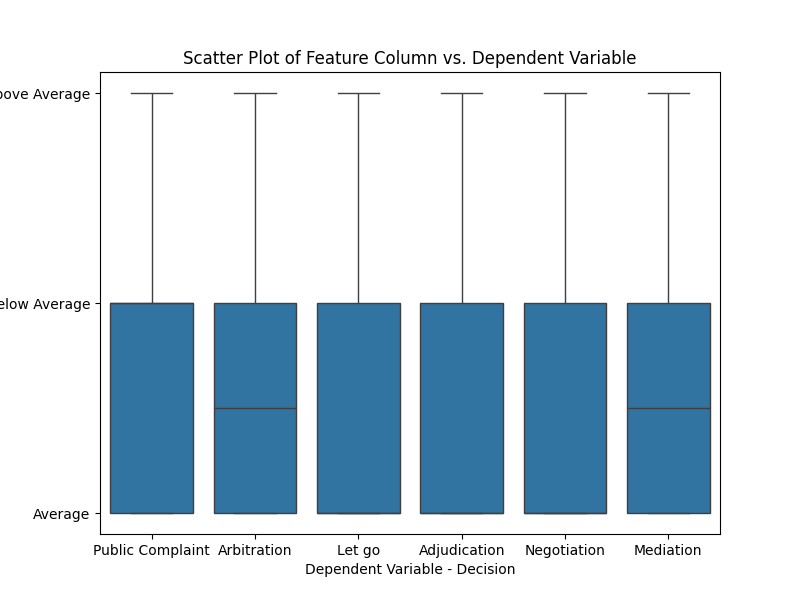 Scatter Plot of Feature Column vs. Dependent Variable
ove Average
elow Average
Average
Public Complaint Arbitration Let go Adjudication Negotiation Mediation
Dependent Variable - Decision